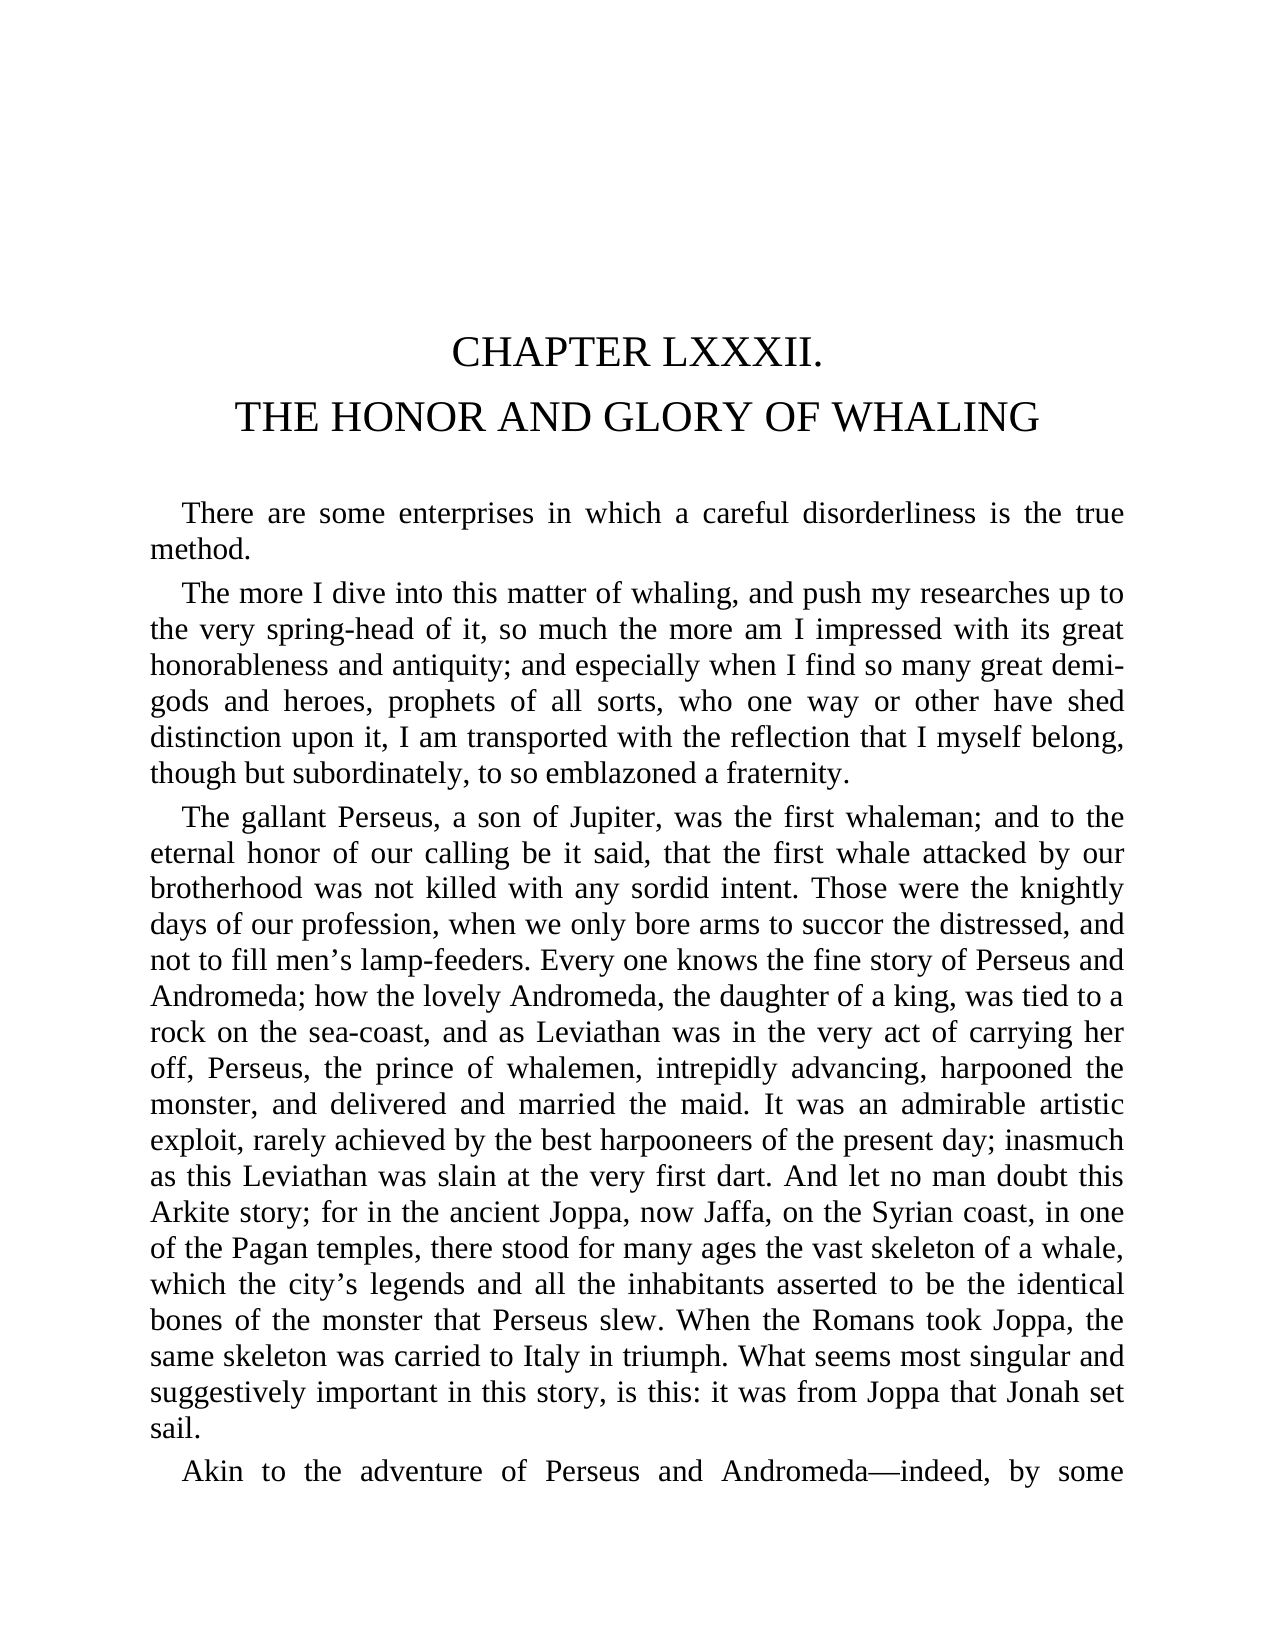 CHAPTER LXXXII.
THE HONOR AND GLORY OF WHALING
There are some enterprises in which a careful disorderliness is the true
method.
The more I dive into this matter of whaling, and push my researches up to
the very spring-head of it, so much the more am I impressed with its great
honorableness and antiquity; and especially when I find so many great demi-
gods and heroes, prophets of all sorts, who one way or other have shed
distinction upon it, I am transported with the reflection that I myself belong,
though but subordinately, to so emblazoned a fraternity.
The gallant Perseus, a son of Jupiter, was the first whaleman; and to the
eternal honor of our calling be it said, that the first whale attacked by our
brotherhood was not killed with any sordid intent. Those were the knightly
days of our profession, when we only bore arms to succor the distressed, and
not to fill men’s lamp-feeders. Every one knows the fine story of Perseus and
Andromeda; how the lovely Andromeda, the daughter of a king, was tied to a
rock on the sea-coast, and as Leviathan was in the very act of carrying her
off, Perseus, the prince of whalemen, intrepidly advancing, harpooned the
monster, and delivered and married the maid. It was an admirable artistic
exploit, rarely achieved by the best harpooneers of the present day; inasmuch
as this Leviathan was slain at the very first dart. And let no man doubt this
Arkite story; for in the ancient Joppa, now Jaffa, on the Syrian coast, in one
of the Pagan temples, there stood for many ages the vast skeleton of a whale,
which the city’s legends and all the inhabitants asserted to be the identical
bones of the monster that Perseus slew. When the Romans took Joppa, the
same skeleton was carried to Italy in triumph. What seems most singular and
suggestively important in this story, is this: it was from Joppa that Jonah set
sail.
Akin to the adventure of Perseus and Andromeda—indeed, by some